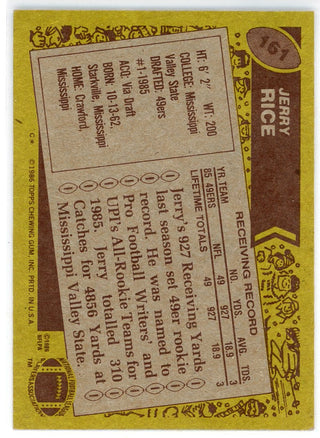 161
JERRY
RICE
HT: 6' 2" WT: 200
COLLEGE: Mississippi
Valley State
DRAFTED: 49ers
#1-1985
ACQ: Via Draft
BORN: 10-13-62,
Starkville, Mississippi
HOME: Crawford,
Mississippi
RECEIVING RECORD
YR. TEAM NFL NO. YDS. AVG. TD
85 49ERS 49 927 18.9 3
LIFETIME TOTALS 49 927 18.9 3
Jerry's 927 Receiving Yards
last season set 49er rookie
record. He was named to
Pro Football Writers' and
UPI's All-Rookie Teams for
1985. Jerry totalled 310
Catches for 4856 Yards at
Mississippi Valley State.
C*
© 1986 TOPPS CHEWING GUM, INC. PRTD. IN U.S.A.
© 1986
NFLPA
TM